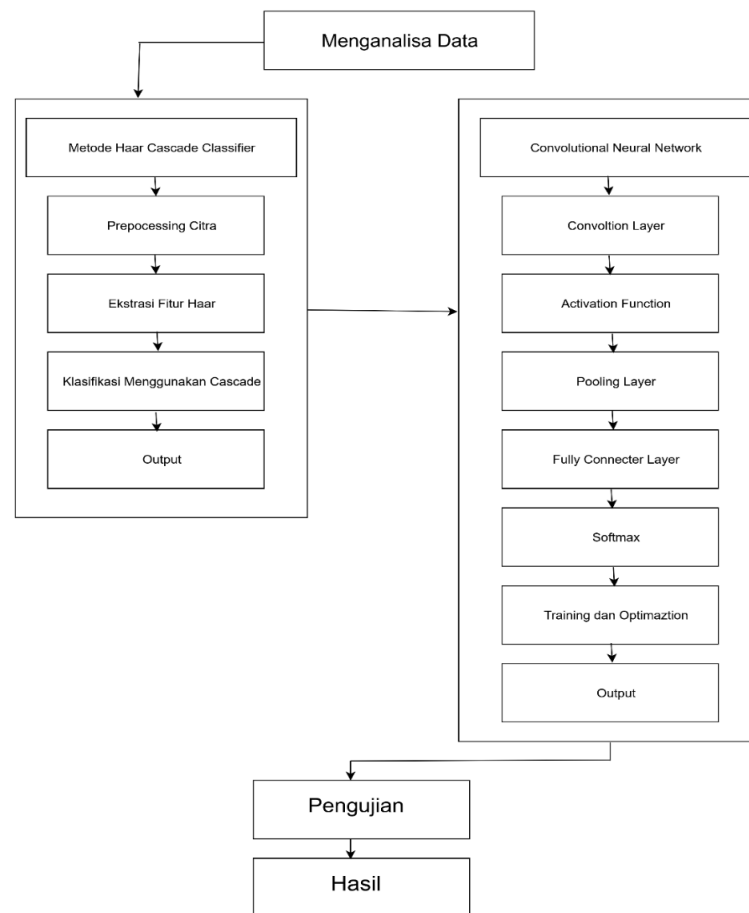 Menganalisa Data
Metode Haar Cascade Classifier
Prepocessing Citra
Ekstrasi Fitur Haar
Klasifikasi Menggunakan Cascade
Output
Convolutional Neural Network
Convoltion Layer
Activation Function
Pooling Layer
Fully Connecter Layer
Softmax
Training dan Optimaztion
Output
Pengujian
Hasil